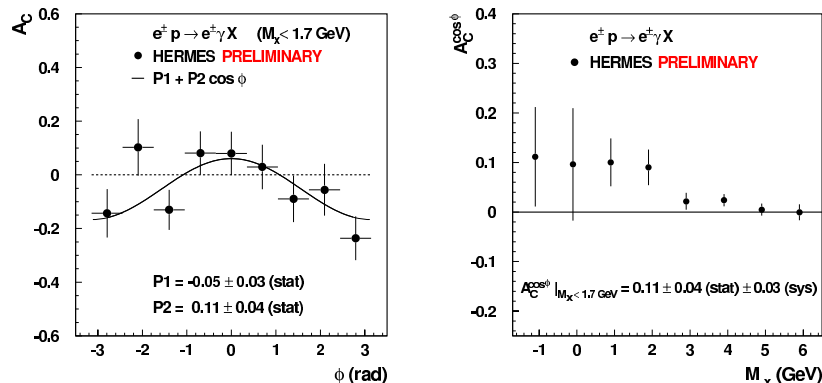 A_C
e± p → e± γ X (M_x < 1.7 GeV)
HERMES PRELIMINARY
P1 + P2 cos ϕ
0.6
0.4
0.2
0
-0.2
-0.4
-0.6
P1 = -0.05 ± 0.03 (stat)
P2 = 0.11 ± 0.04 (stat)
-3 -2 -1 0 1 2 3
ϕ (rad)
A_C^cosϕ
e± p → e± γ X
HERMES PRELIMINARY
0.4
0.3
0.2
0.1
0
-0.1
-0.2
A_C^cosϕ |M_x < 1.7 GeV = 0.11 ± 0.04 (stat) ± 0.03 (sys)
-1 0 1 2 3 4 5 6
M_x (GeV)